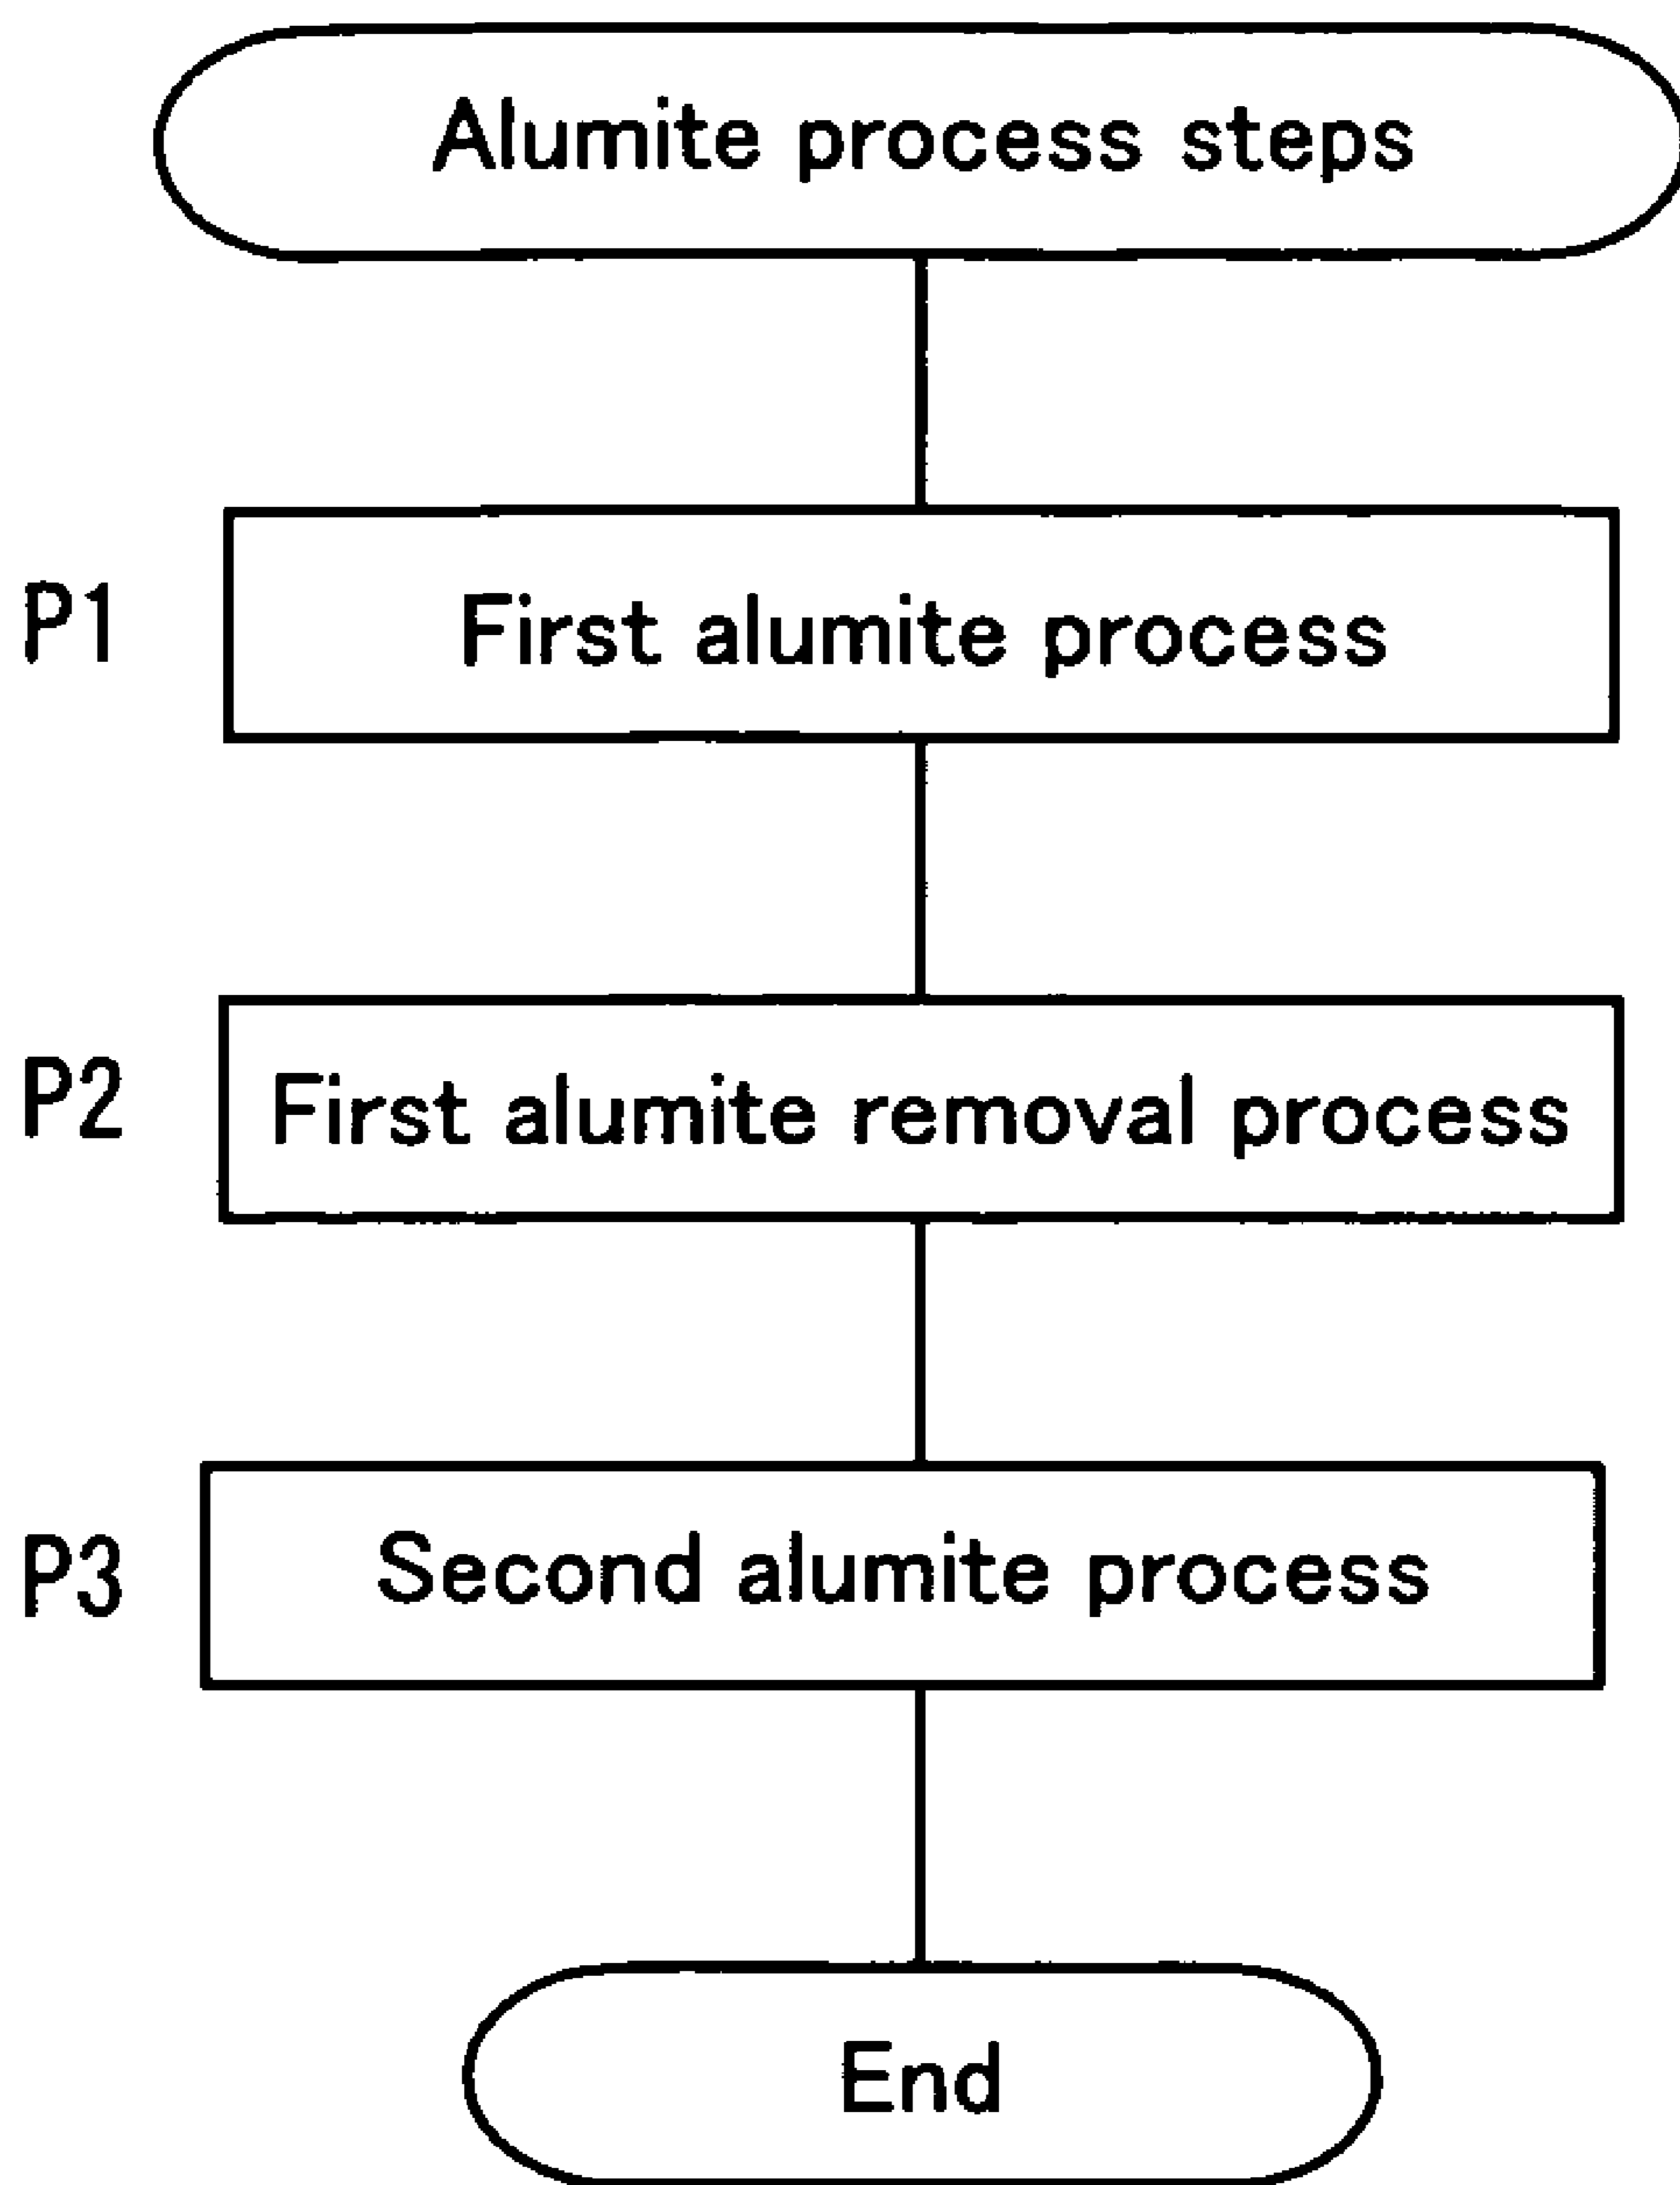 Alumite process steps
P1
First alumite process
P2
First alumite removal process
P3
Second alumite process
End